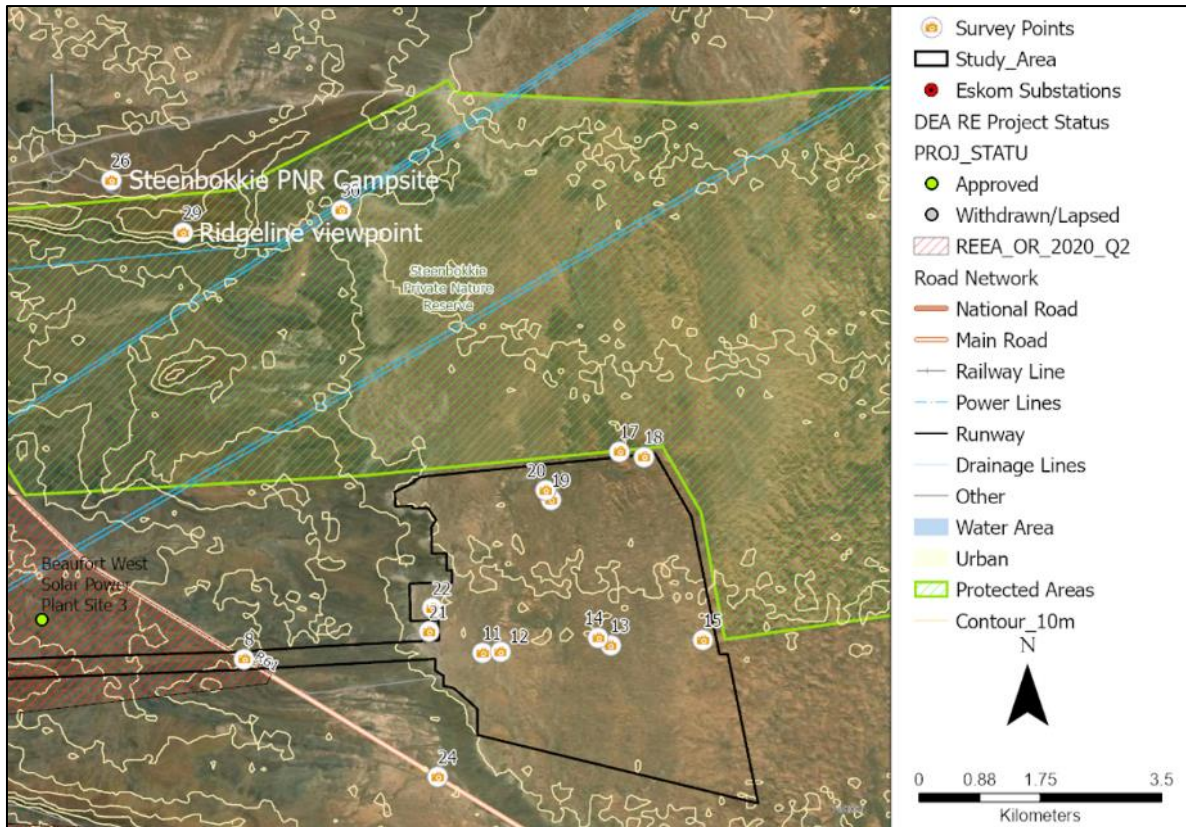 26
Steenbokkie PNR Campsite
29
Ridgeline viewpoint
30
Steenbokkie
Private Nature
Reserve
17
18
20
19
Beaufort West
Solar Power
Plant Site 3
22
21
8
R61
11
12
14
13
15
24
Survey Points
Study_Area
Eskom Substations
DEA RE Project Status
PROJ_STATU
Approved
Withdrawn/Lapsed
REEA_OR_2020_Q2
Road Network
National Road
Main Road
Railway Line
Power Lines
Runway
Drainage Lines
Other
Water Area
Urban
Protected Areas
Contour_10m
N
0 0.88 1.75 3.5
Kilometers